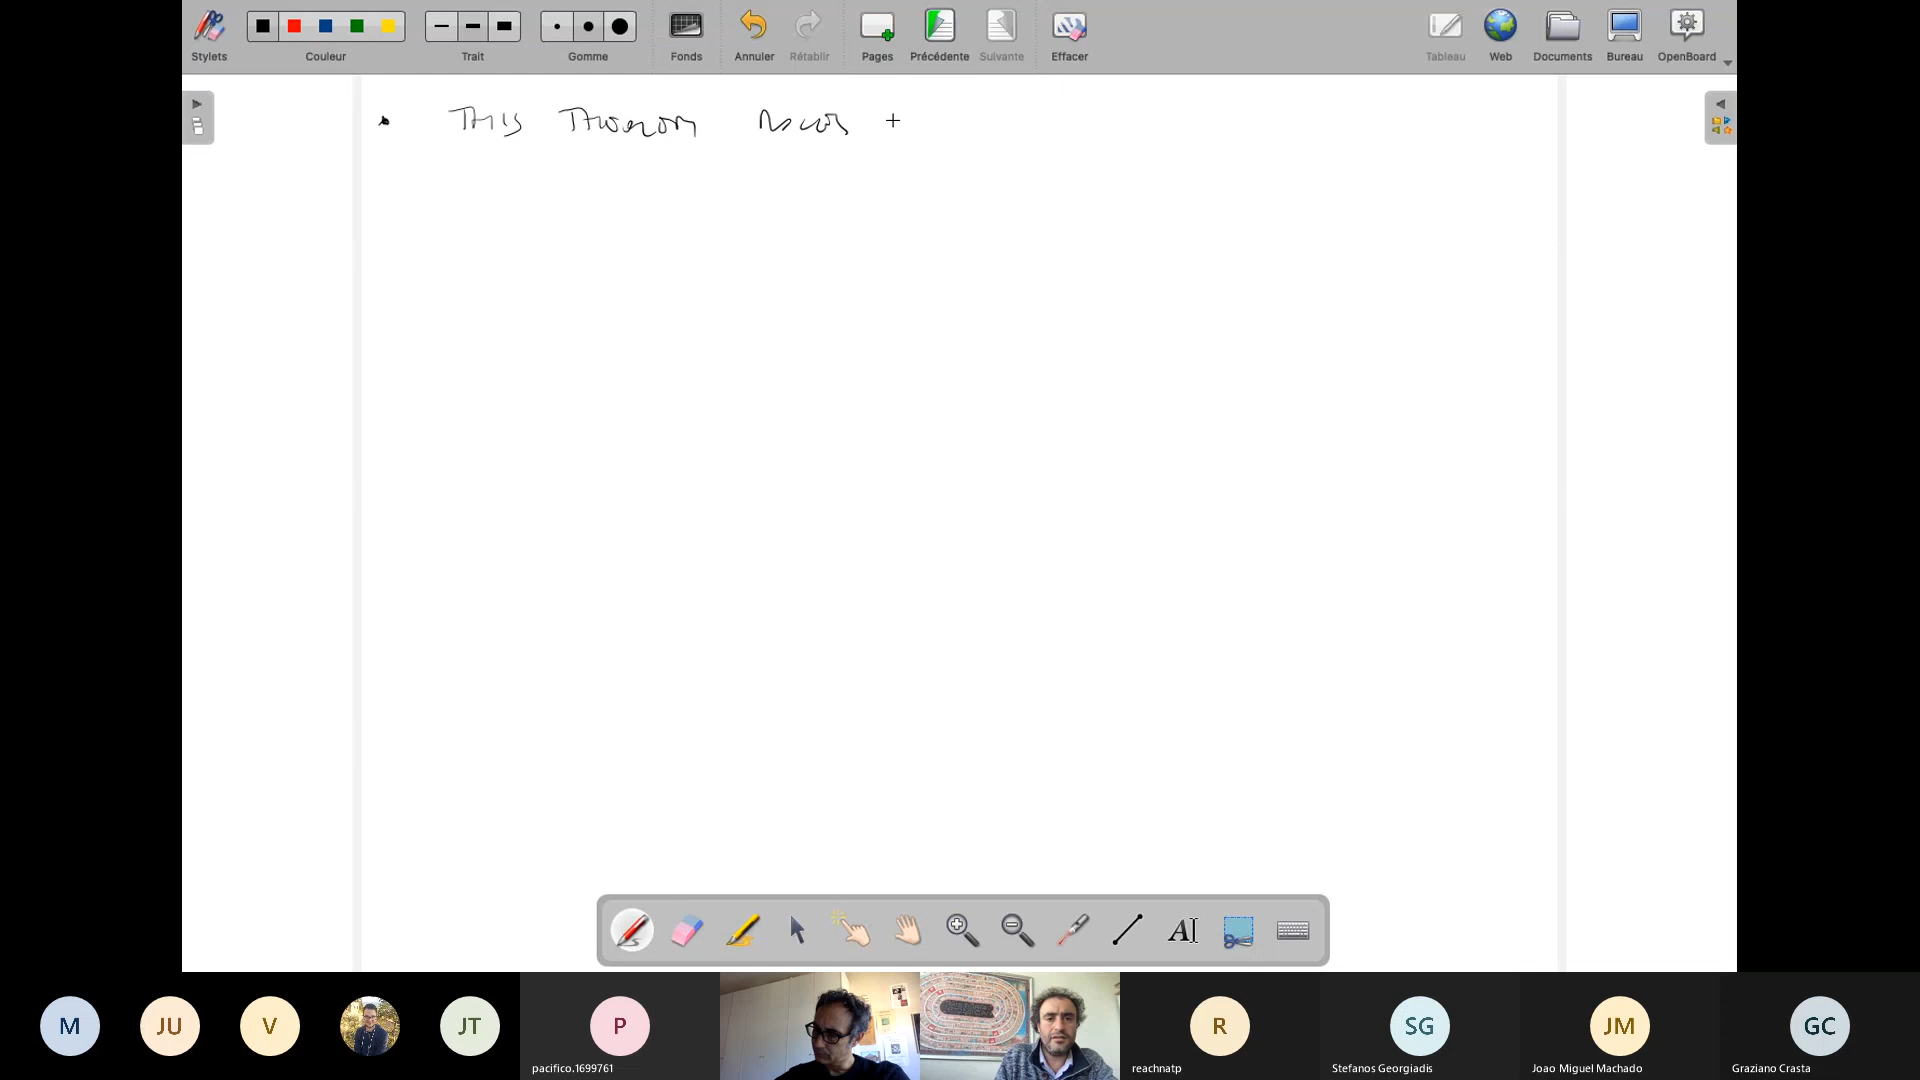 Stylets Couleur Trait Gomme Fonds Annuler Rétablir Pages Précédente Suivante Effacer Tableau Web Documents Bureau OpenBoard
This Theorem
A
M JU V JT P R SG JM GC
pacifico.1699761 reachnatp Stefanos Georgiadis Joao Miguel Machado Graziano Crasta